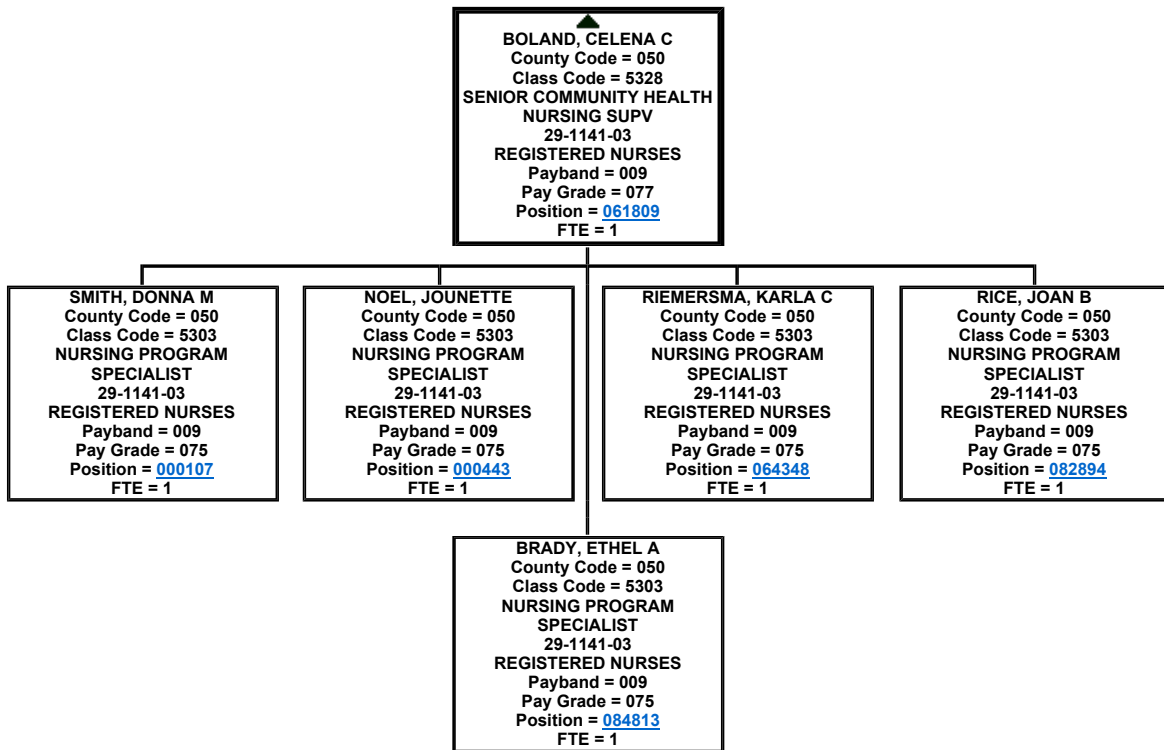 BOLAND, CELENA C
County Code = 050
Class Code = 5328
SENIOR COMMUNITY HEALTH
NURSING SUPV
29-1141-03
REGISTERED NURSES
Payband = 009
Pay Grade = 077
Position = 061809
FTE = 1
SMITH, DONNA M
County Code = 050
Class Code = 5303
NURSING PROGRAM
SPECIALIST
29-1141-03
REGISTERED NURSES
Payband = 009
Pay Grade = 075
Position = 000107
FTE = 1
NOEL, JOUNETTE
County Code = 050
Class Code = 5303
NURSING PROGRAM
SPECIALIST
29-1141-03
REGISTERED NURSES
Payband = 009
Pay Grade = 075
Position = 000443
FTE = 1
RIEMERSMA, KARLA C
County Code = 050
Class Code = 5303
NURSING PROGRAM
SPECIALIST
29-1141-03
REGISTERED NURSES
Payband = 009
Pay Grade = 075
Position = 064348
FTE = 1
RICE, JOAN B
County Code = 050
Class Code = 5303
NURSING PROGRAM
SPECIALIST
29-1141-03
REGISTERED NURSES
Payband = 009
Pay Grade = 075
Position = 082894
FTE = 1
BRADY, ETHEL A
County Code = 050
Class Code = 5303
NURSING PROGRAM
SPECIALIST
29-1141-03
REGISTERED NURSES
Payband = 009
Pay Grade = 075
Position = 084813
FTE = 1